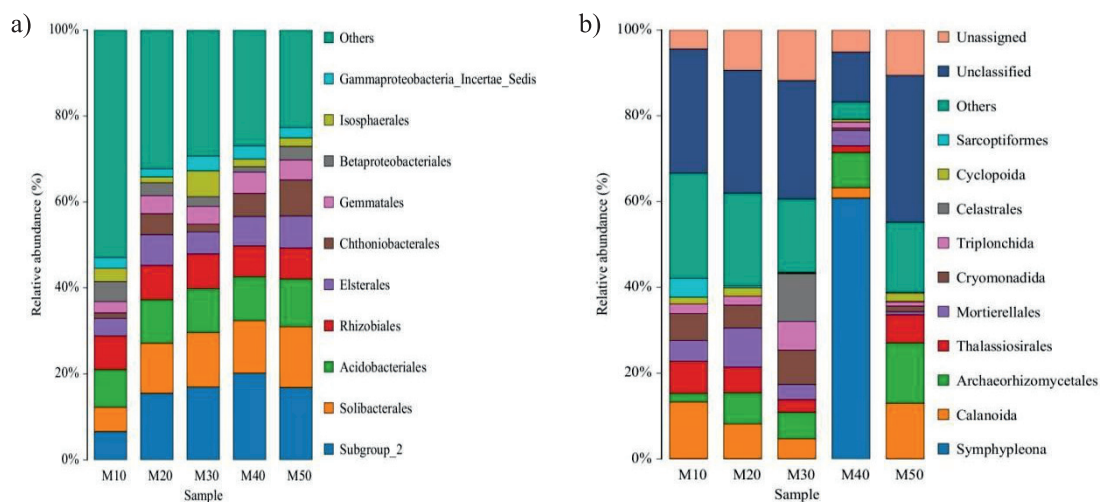 a)
Relative abundance (%)
100%
80%
60%
40%
20%
0%
M10 M20 M30 M40 M50
Sample
Others
Gammaproteobacteria_Incertae_Sedis
Isosphaerales
Betaproteobacteriales
Gemmatales
Chthoniobacterales
Elsterales
Rhizobiales
Acidobacteriales
Solibacterales
Subgroup_2
b)
Relative abundance (%)
100%
80%
60%
40%
20%
0%
M10 M20 M30 M40 M50
Sample
Unassigned
Unclassified
Others
Sarcoptiformes
Cyclopoida
Celastrales
Triplonchida
Cryomonadida
Mortierellales
Thalassiosirales
Archaeorhizomycetales
Calanoida
Symphypleona